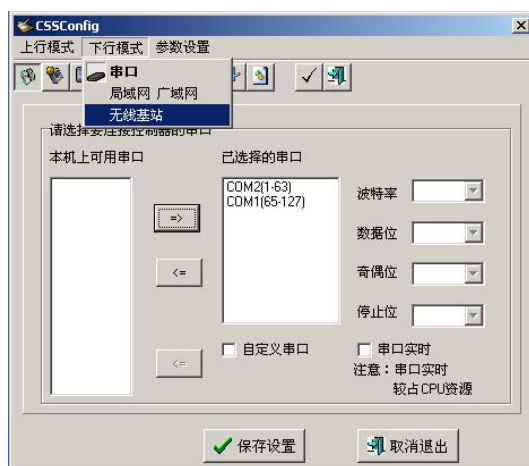 CSSConfig
上行模式 下行模式 参数设置
串口
局域网 广域网
无线基站
请选择要连接控制器的串口
本机上可用串口
已选择的串口
COM2(1-63)
COM1(65-127)
=>
<=
<=
波特率
数据位
奇偶位
停止位
自定义串口
串口实时
注意：串口实时
较占CPU资源
保存设置
取消退出